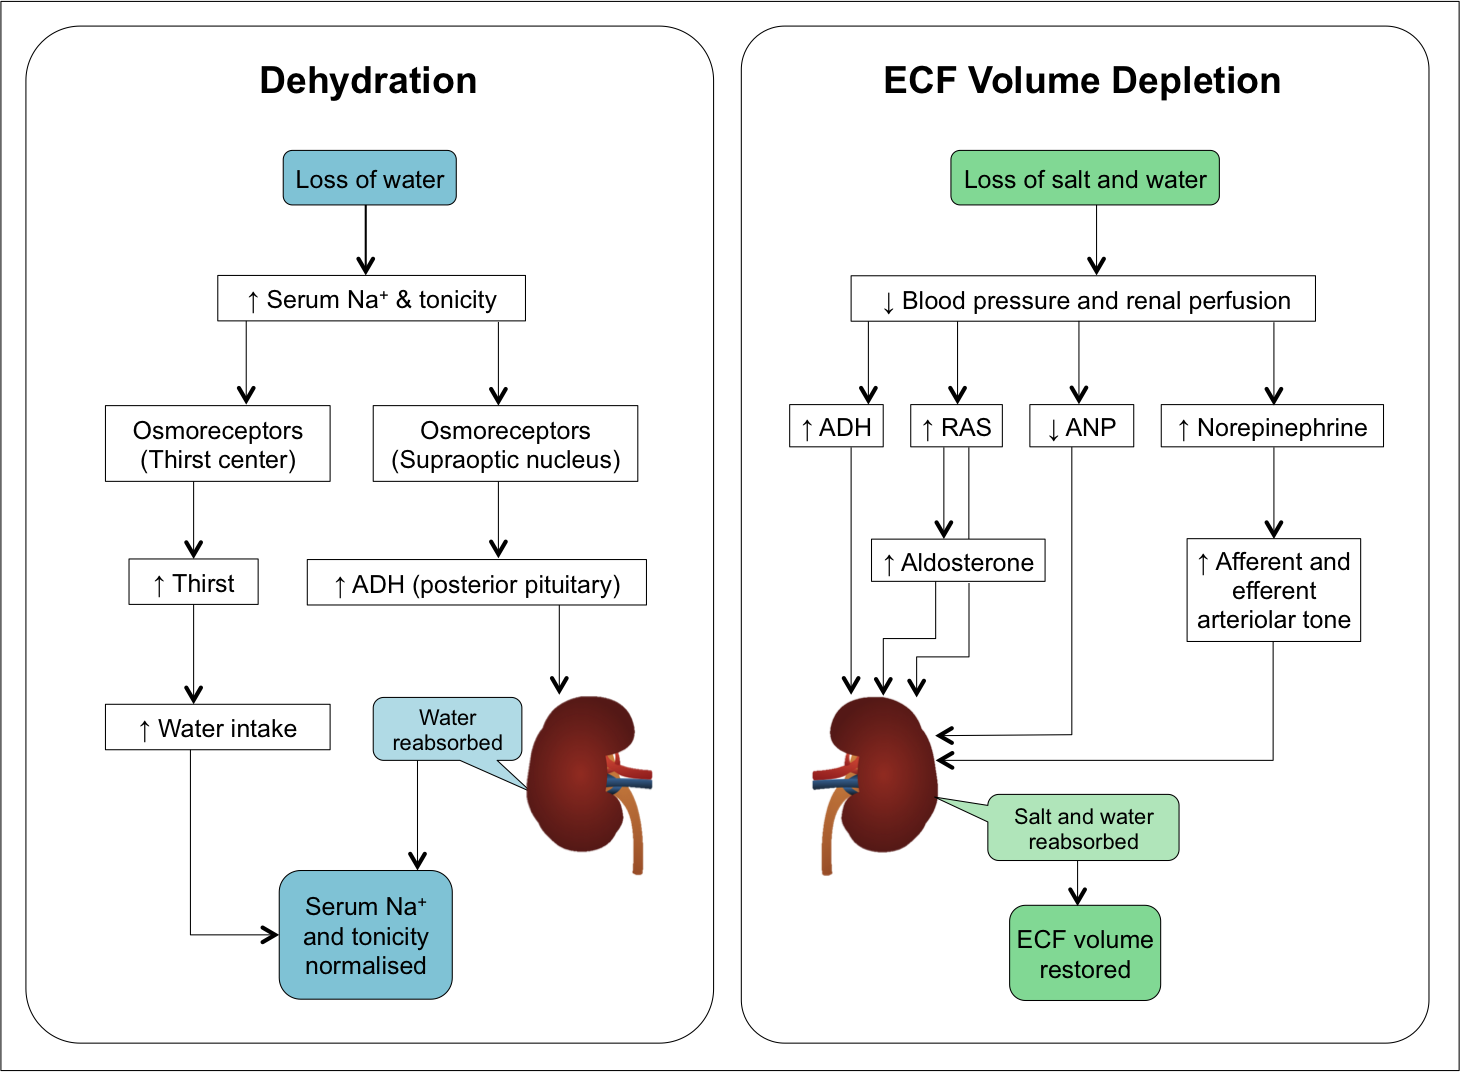 Dehydration
Loss of water
↑ Serum Na⁺ & tonicity
Osmoreceptors
(Thirst center)
Osmoreceptors
(Supraoptic nucleus)
↑ Thirst
↑ ADH (posterior pituitary)
↑ Water intake
Water
reabsorbed
Serum Na⁺
and tonicity
normalised
ECF Volume Depletion
Loss of salt and water
↓ Blood pressure and renal perfusion
↑ ADH
↑ RAS
↓ ANP
↑ Norepinephrine
↑ Aldosterone
↑ Afferent and
efferent
arteriolar tone
Salt and water
reabsorbed
ECF volume
restored